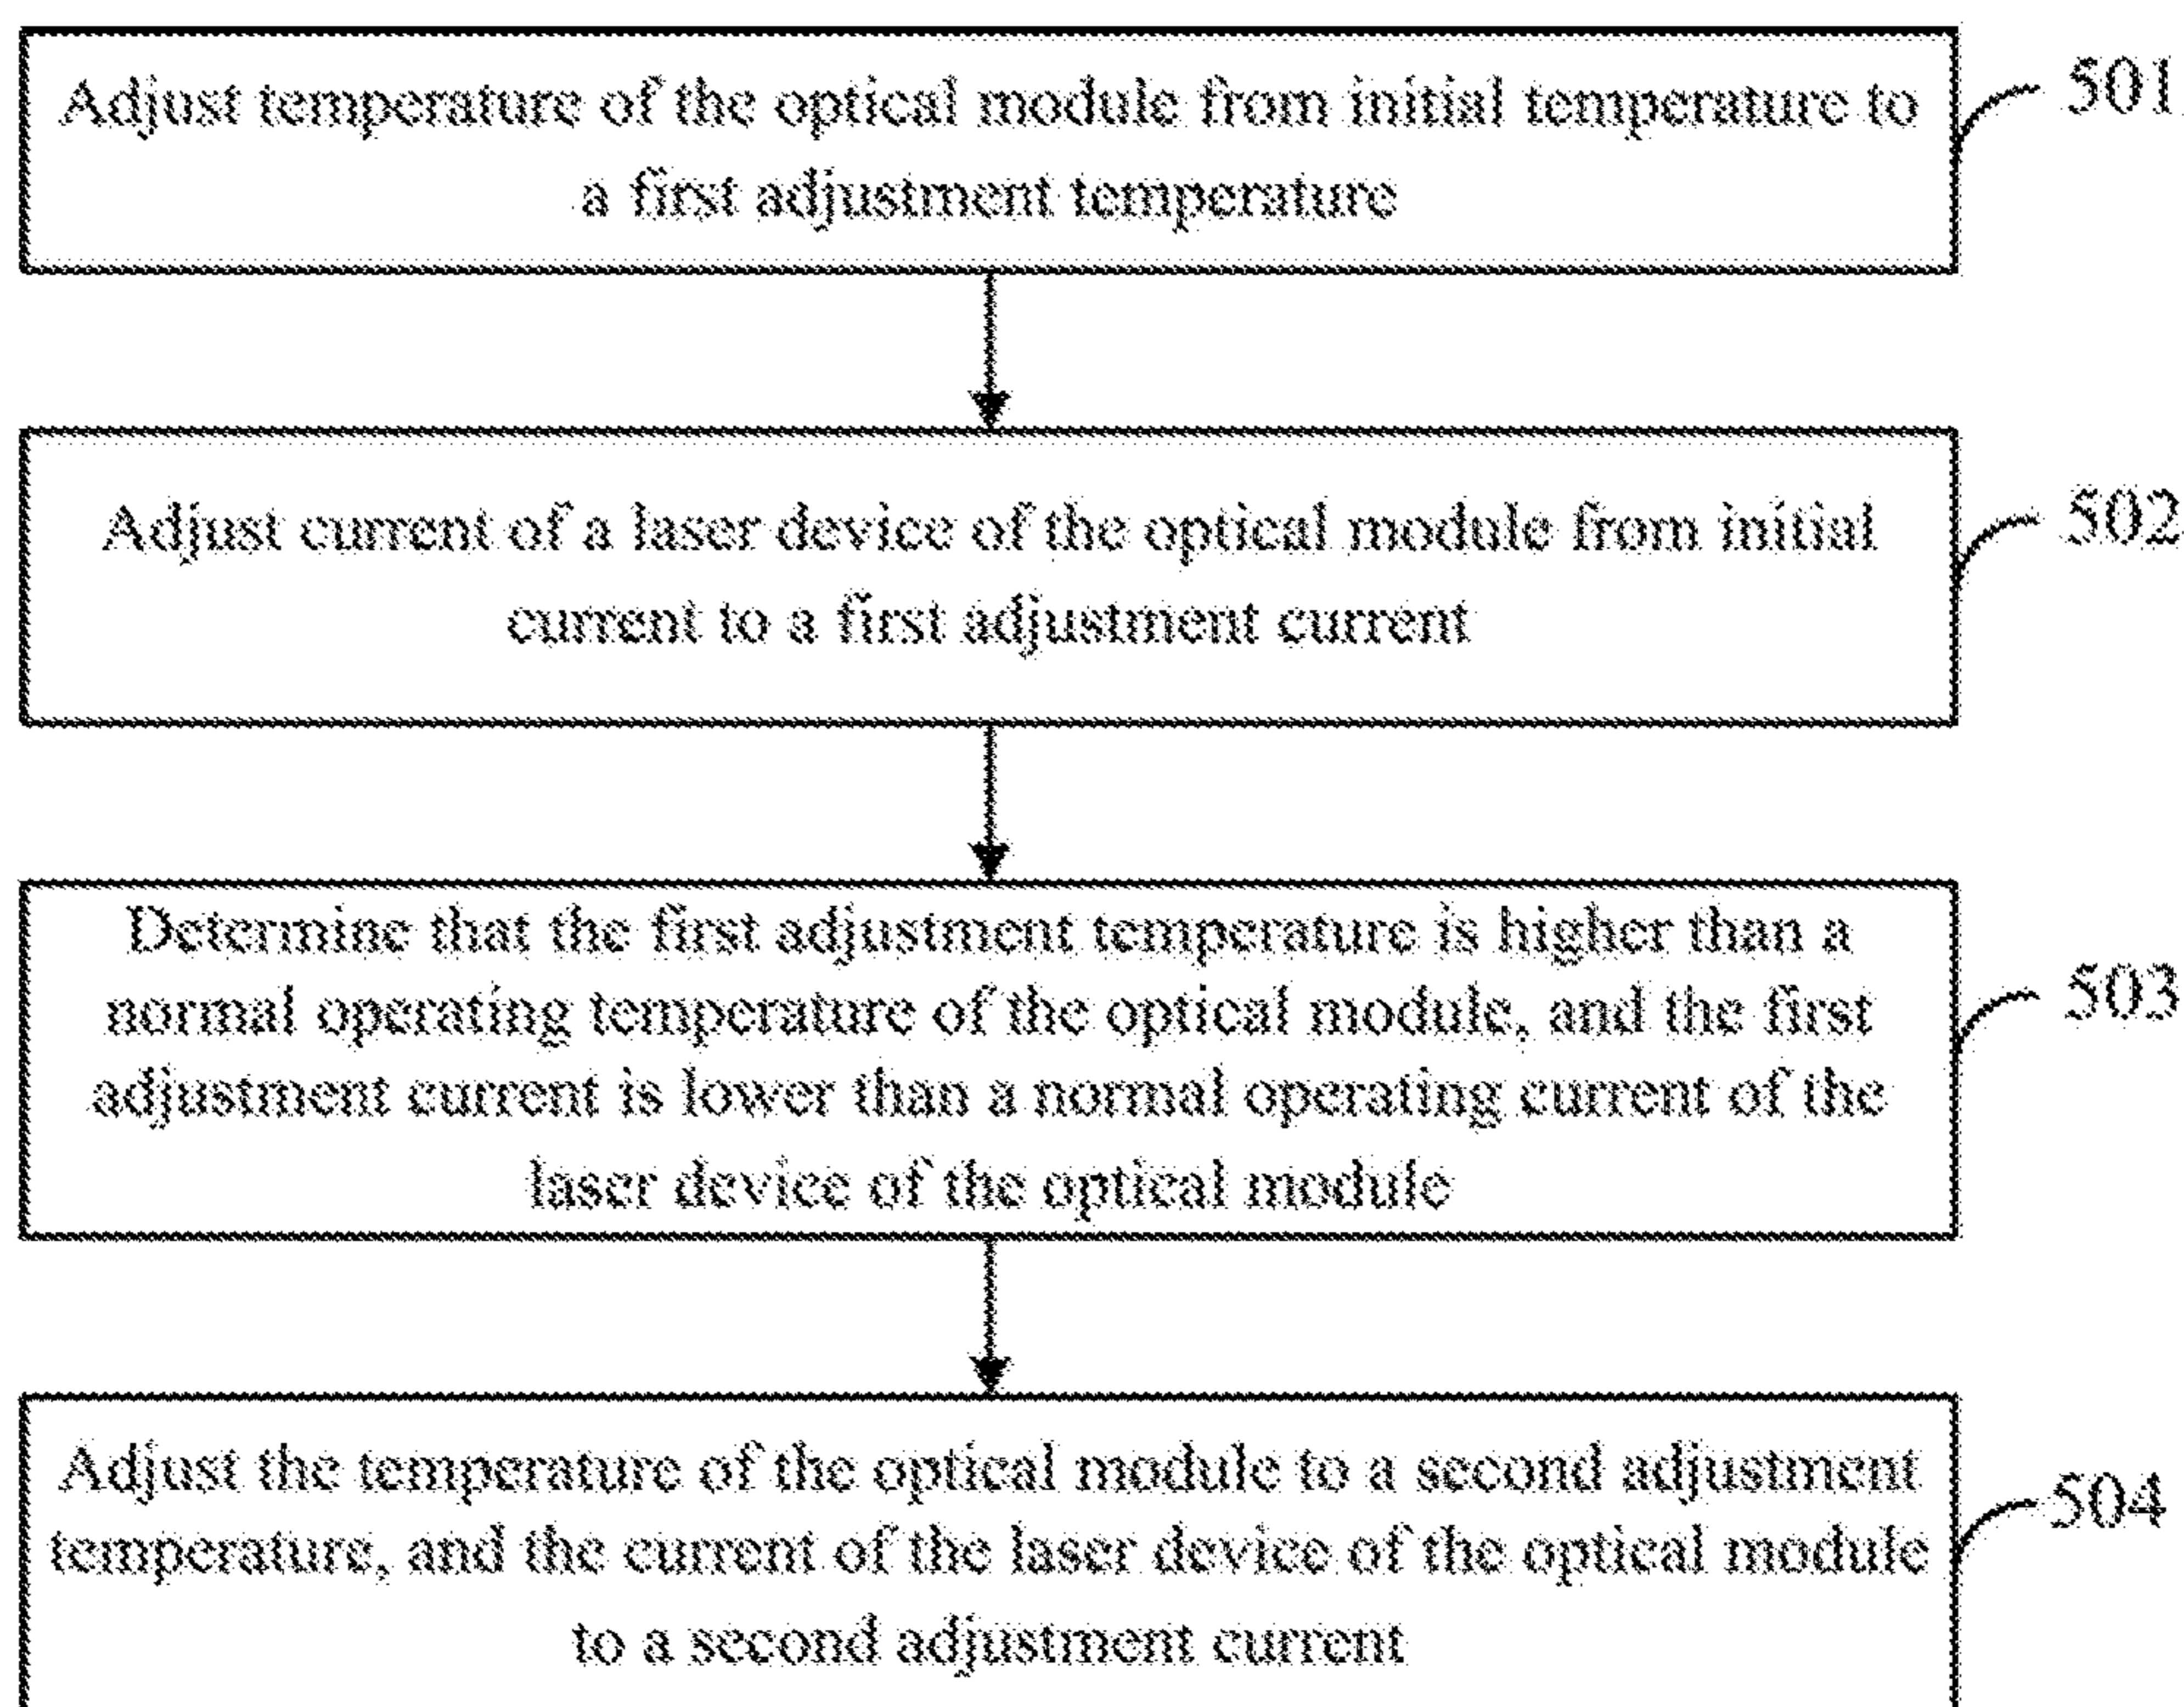 Adjust temperature of the optical module from initial temperature to
a first adjustment temperature
501
Adjust current of a laser device of the optical module from initial
current to a first adjustment current
502
Determine that the first adjustment temperature is higher than a
normal operating temperature of the optical module, and the first
adjustment current is lower than a normal operating current of the
laser device of the optical module
503
Adjust the temperature of the optical module to a second adjustment
temperature, and the current of the laser device of the optical module
to a second adjustment current
504